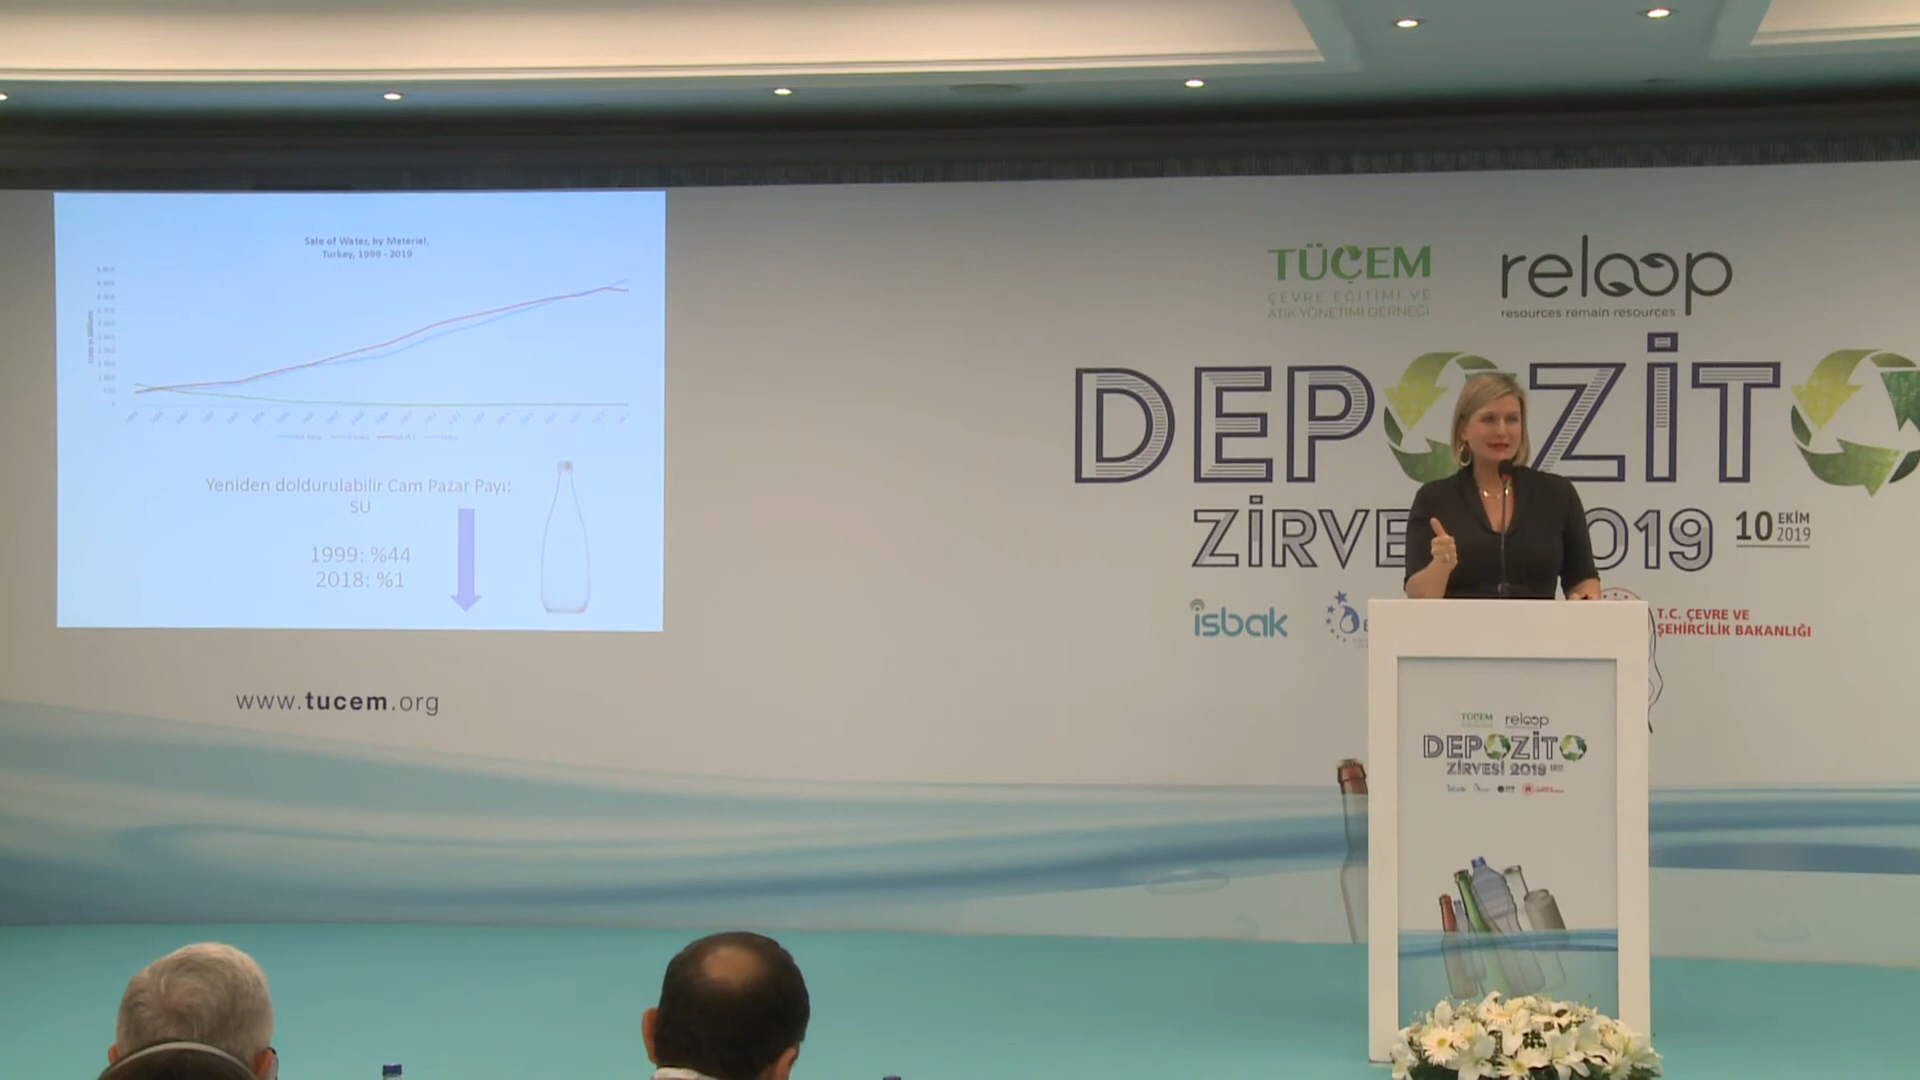 Sale of Water, by Material,
Turkey, 1999 - 2019
Yeniden doldurulabilir Cam Pazar Payı:
SU
1999: %44
2018: %1
www.tucem.org
TÜÇEM
ÇEVRE EĞİTİMİ VE
ATIK YÖNETİMİ DERNEĞİ
reloop
resources remain resources
DEPOZİTO
ZİRVE 2019
10 EKİM
2019
isbak
T.C. ÇEVRE VE
ŞEHİRCİLİK BAKANLIĞI
TÜÇEM reloop
DEPOZİTO
ZİRVESİ 2019